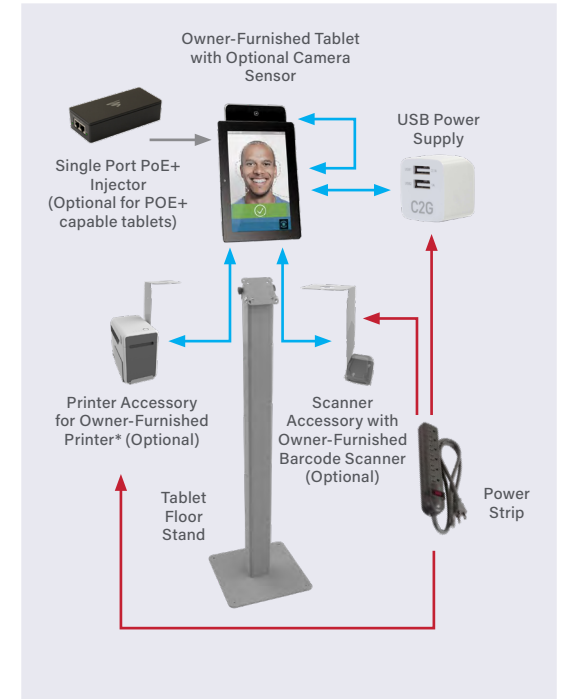 Owner-Furnished Tablet
with Optional Camera
Sensor
USB Power
Supply
Single Port PoE+
Injector
(Optional for POE+
capable tablets)
C2G
Printer Accessory
for Owner-Furnished
Printer* (Optional)
Scanner
Accessory with
Owner-Furnished
Barcode Scanner
(Optional)
Tablet
Floor
Stand
Power
Strip